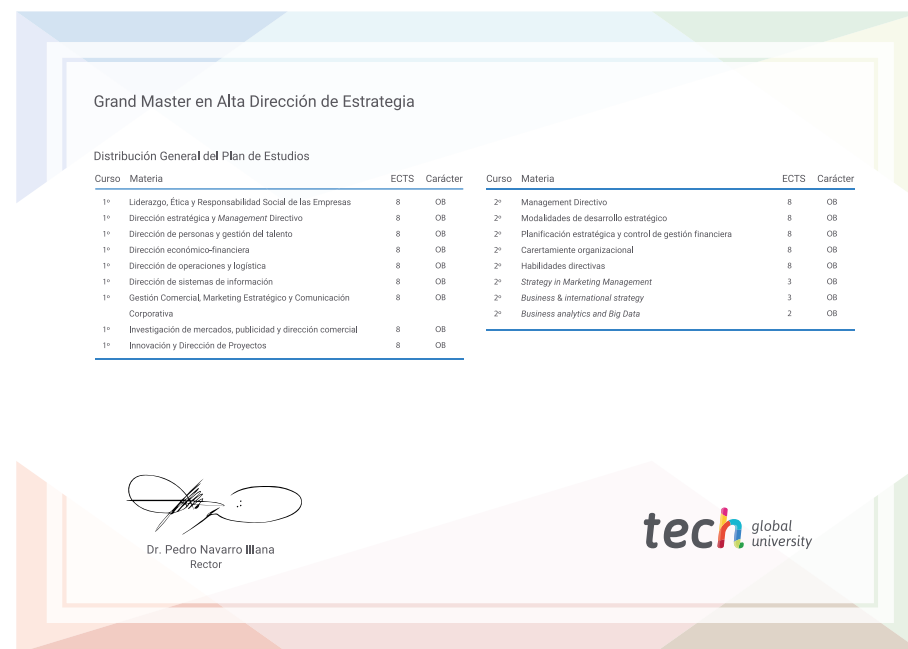 Grand Master en Alta Dirección de Estrategia
Distribución General del Plan de Estudios
Curso Materia ECTS Carácter
1º Liderazgo, Ética y Responsabilidad Social de las Empresas 8 OB
1º Dirección estratégica y Management Directivo 8 OB
1º Dirección de personas y gestión del talento 8 OB
1º Dirección económico-financiera 8 OB
1º Dirección de operaciones y logística 8 OB
1º Dirección de sistemas de información 8 OB
1º Gestión Comercial, Marketing Estratégico y Comunicación 8 OB
Corporativa
1º Investigación de mercados, publicidad y dirección comercial 8 OB
1º Innovación y Dirección de Proyectos 8 OB
Curso Materia ECTS Carácter
2º Management Directivo 8 OB
2º Modalidades de desarrollo estratégico 8 OB
2º Planificación estratégica y control de gestión financiera 8 OB
2º Carertamiente organizacional 8 OB
2º Habilidades directivas 8 OB
2º Strategy in Marketing Management 3 OB
2º Business & international strategy 3 OB
2º Business analytics and Big Data 2 OB
Dr. Pedro Navarro Illana
Rector
tech global
university